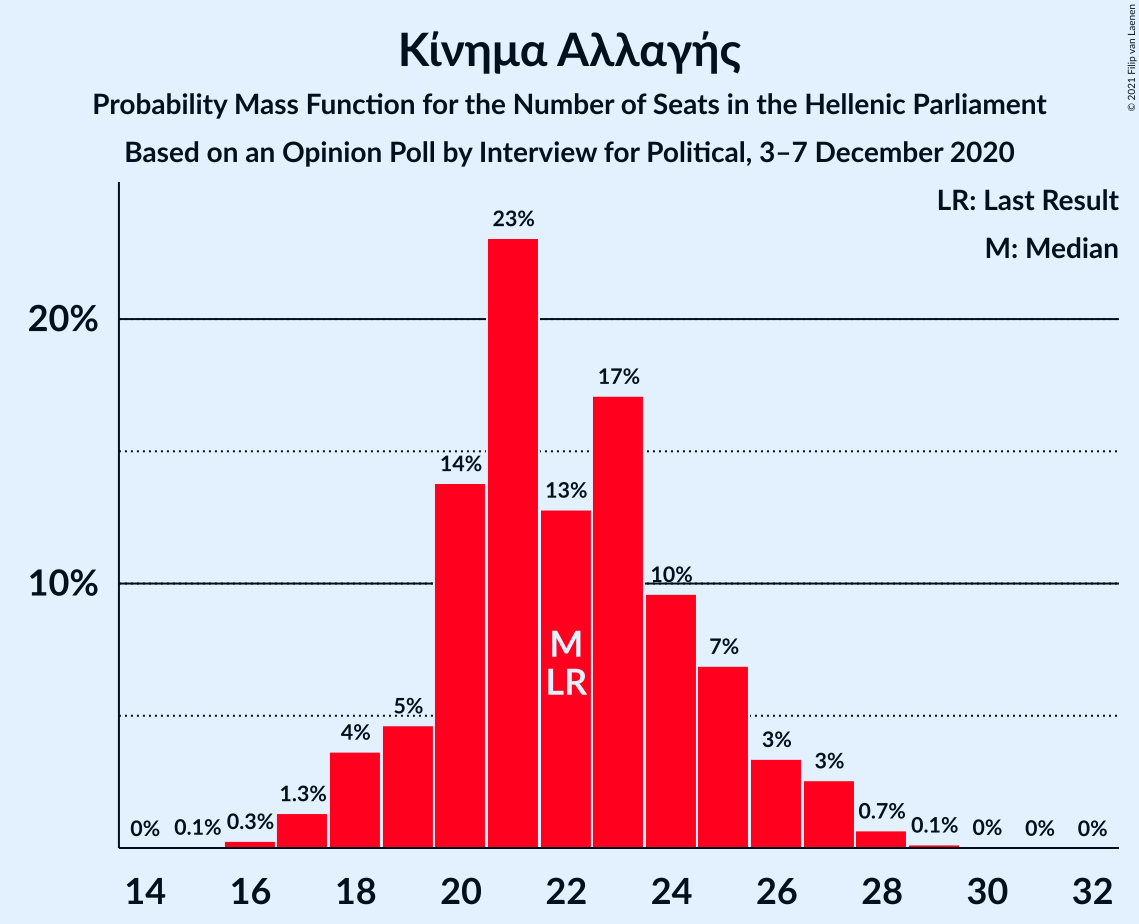 Κίνημα Αλλαγής
Probability Mass Function for the Number of Seats in the Hellenic Parliament
Based on an Opinion Poll by Interview for Political, 3–7 December 2020
© 2021 Filip van Laenen
LR: Last Result
M: Median
20%
10%
0%
0.1%
0.3%
1.3%
4%
5%
14%
23%
13%
17%
10%
7%
3%
3%
0.7%
0.1%
0%
0%
0%
M
LR
14 16 18 20 22 24 26 28 30 32